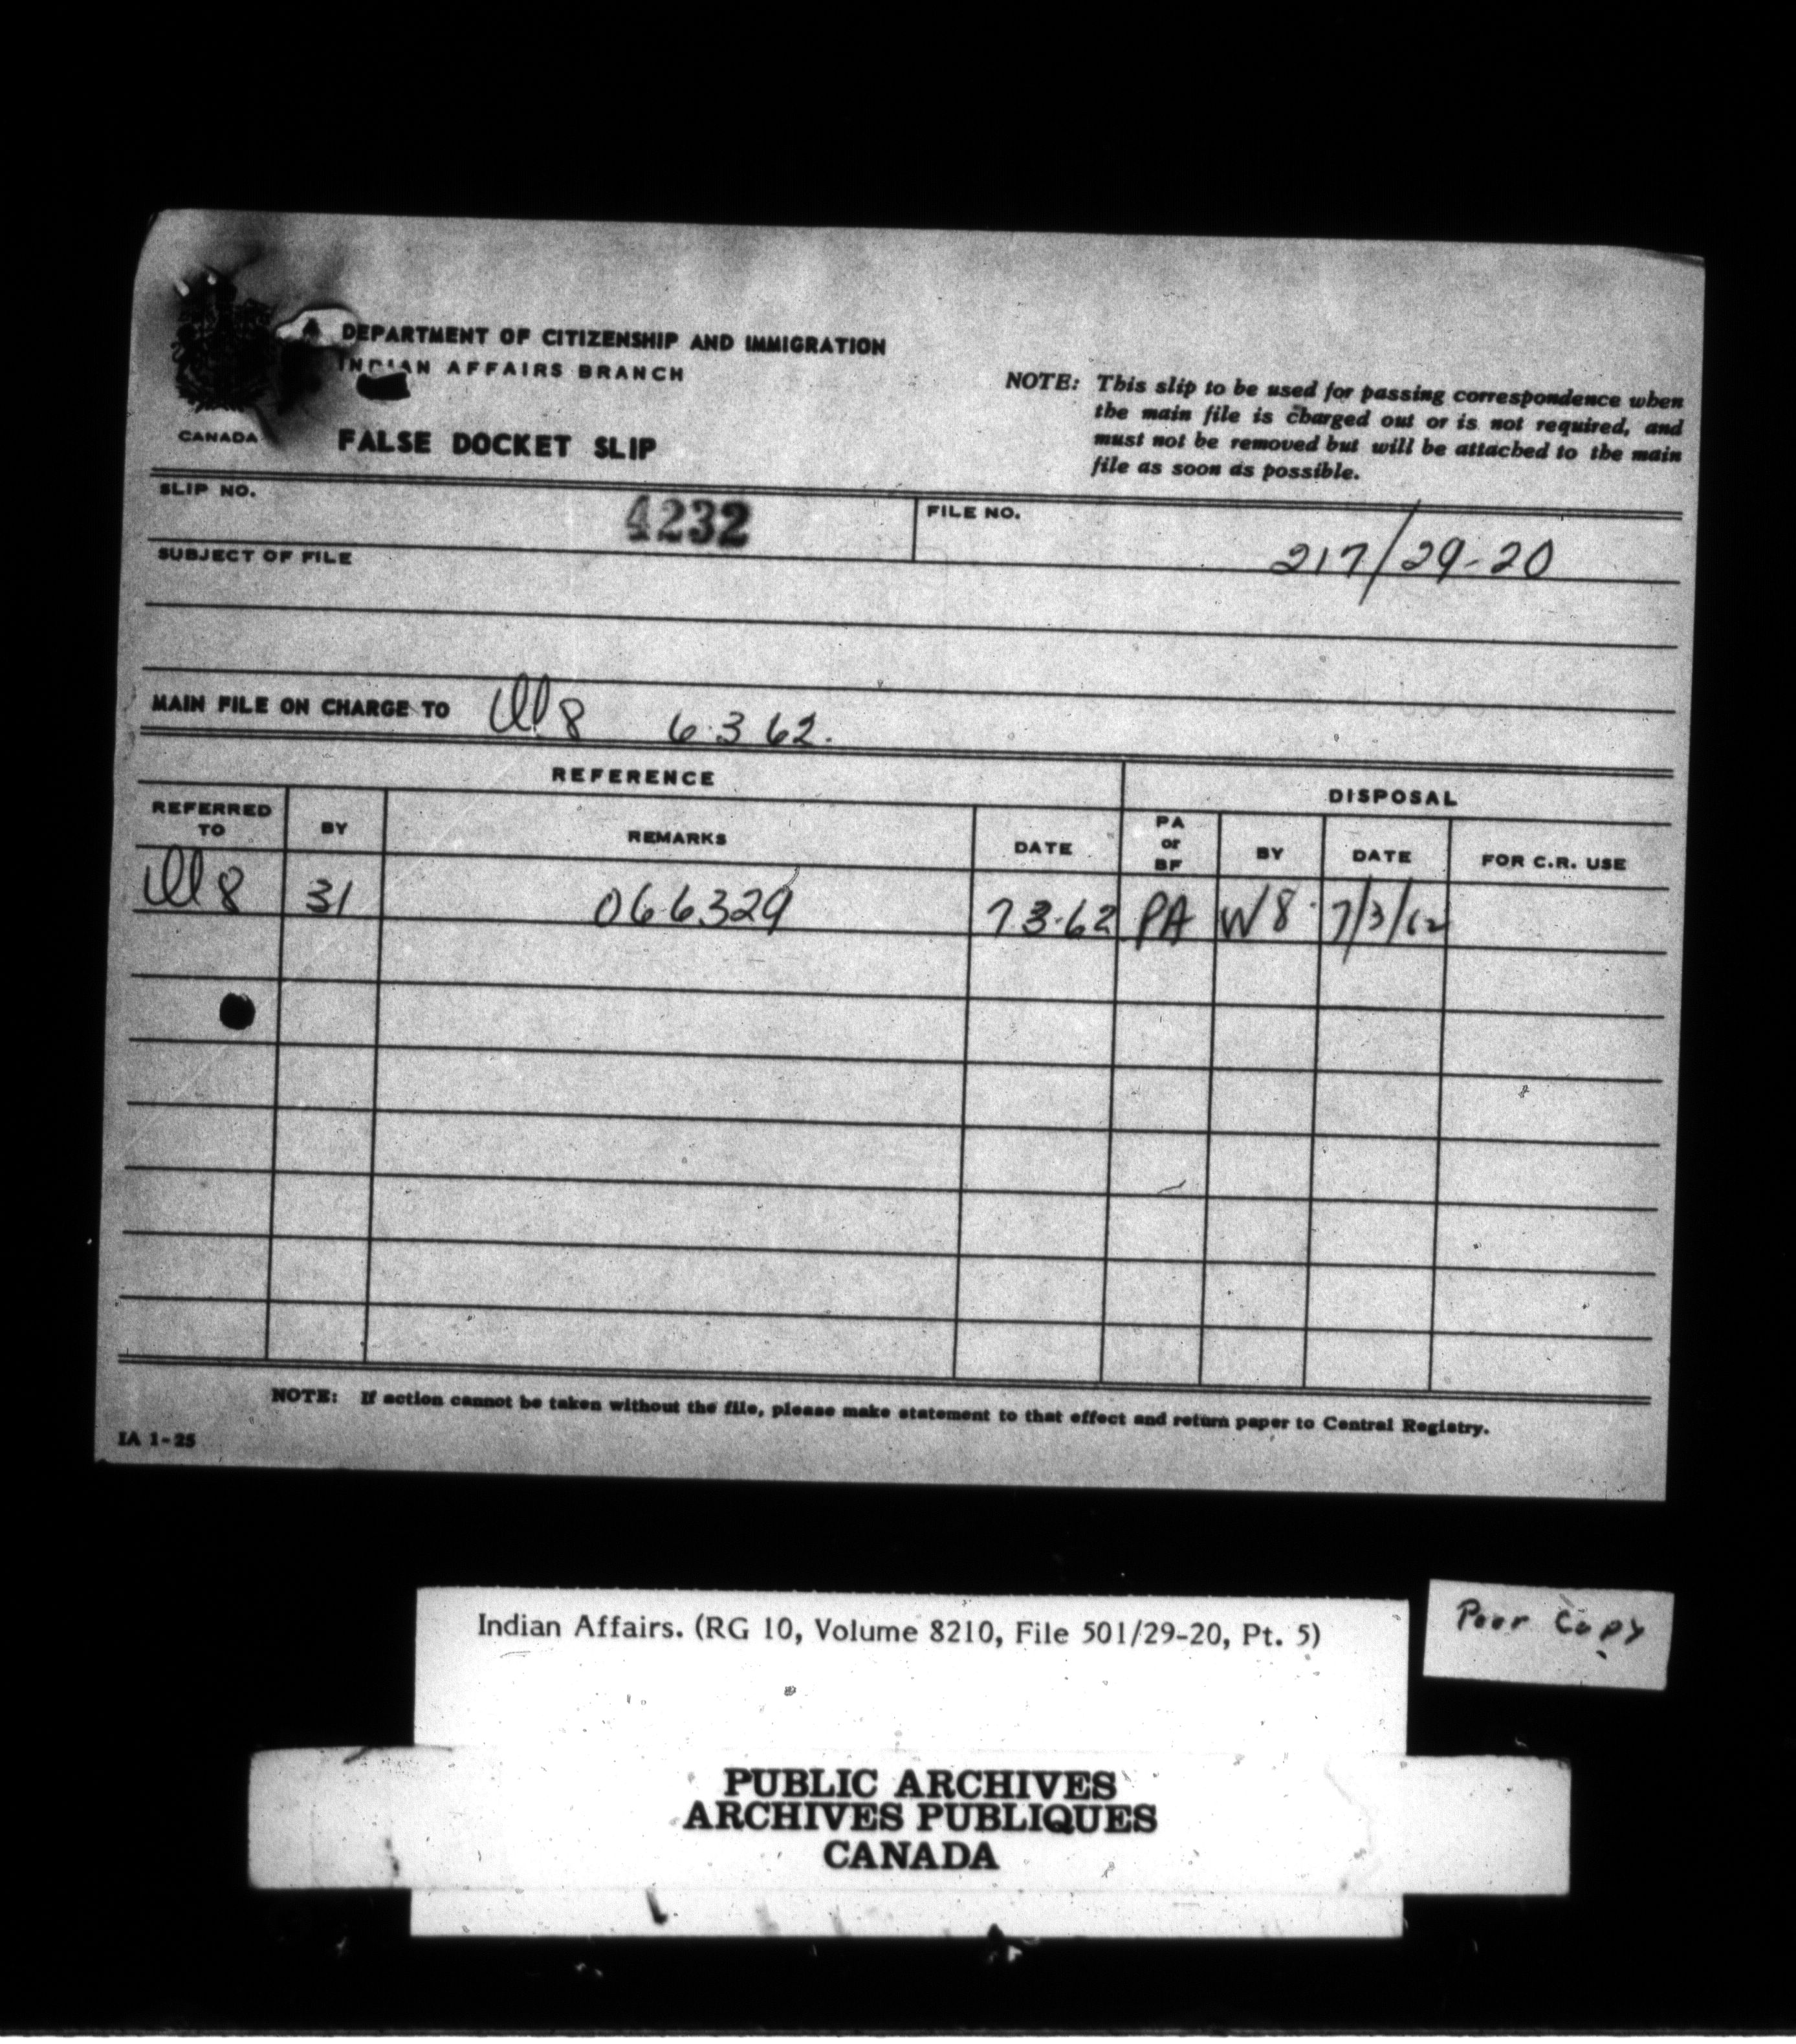 DEPARTMENT OF CITIZENSHIP AND IMMIGRATION
INDIAN AFFAIRS BRANCH
CANADA
FALSE DOCKET SLIP
NOTE: This slip to be used for passing correspondence when
the main file is charged out or is not required, and
must not be removed but will be attached to the main
file as soon as possible.
SLIP NO. 4232 FILE NO. 217/29-20
SUBJECT OF FILE
MAIN FILE ON CHARGE TO W8 6.3 62.
REFERENCE DISPOSAL
REFERRED TO BY REMARKS DATE PA or BF BY DATE FOR C.R. USE
W8 31 066329 7.3.62 PA W8 7/3/62
NOTE: If action cannot be taken without the file, please make statement to that effect and return paper to Central Registry.
IA 1-25
Indian Affairs. (RG 10, Volume 8210, File 501/29-20, Pt. 5)
Poor Copy
PUBLIC ARCHIVES
ARCHIVES PUBLIQUES
CANADA